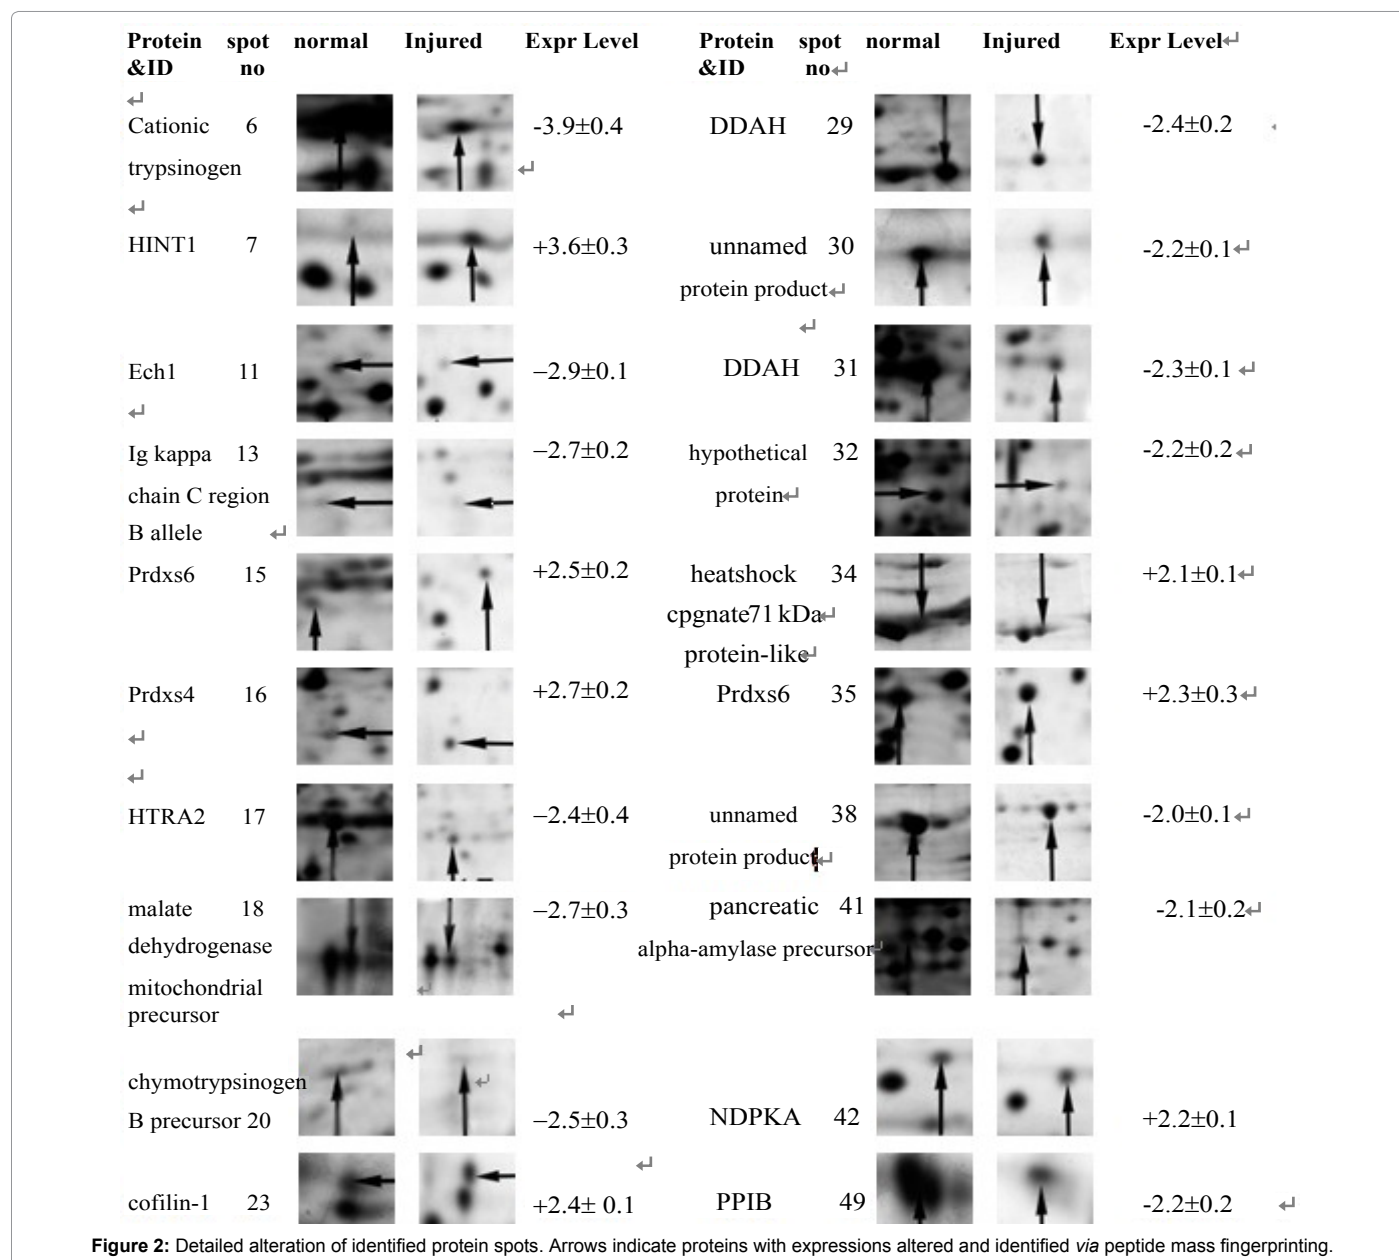 Protein spot normal Injured Expr Level
&ID no
Cationic 6 -3.9±0.4
trypsinogen
HINT1 7 +3.6±0.3
Ech1 11 −2.9±0.1
Ig kappa 13 −2.7±0.2
chain C region
B allele
Prdxs6 15 +2.5±0.2
Prdxs4 16 +2.7±0.2
HTRA2 17 −2.4±0.4
malate 18 −2.7±0.3
dehydrogenase
mitochondrial
precursor
chymotrypsinogen
B precursor 20 −2.5±0.3
cofilin-1 23 +2.4± 0.1
Protein spot normal Injured Expr Level↵
&ID no↵
DDAH 29 -2.4±0.2
unnamed 30 -2.2±0.1↵
protein product↵
DDAH 31 -2.3±0.1 ↵
hypothetical 32 -2.2±0.2↵
protein↵
heatshock 34 +2.1±0.1↵
cpgnate71 kDa↵
protein-like↵
Prdxs6 35 +2.3±0.3↵
unnamed 38 -2.0±0.1↵
protein product↵
pancreatic 41 -2.1±0.2↵
alpha-amylase precursor↵
NDPKA 42 +2.2±0.1
PPIB 49 -2.2±0.2 ↵
Figure 2: Detailed alteration of identified protein spots. Arrows indicate proteins with expressions altered and identified via peptide mass fingerprinting.